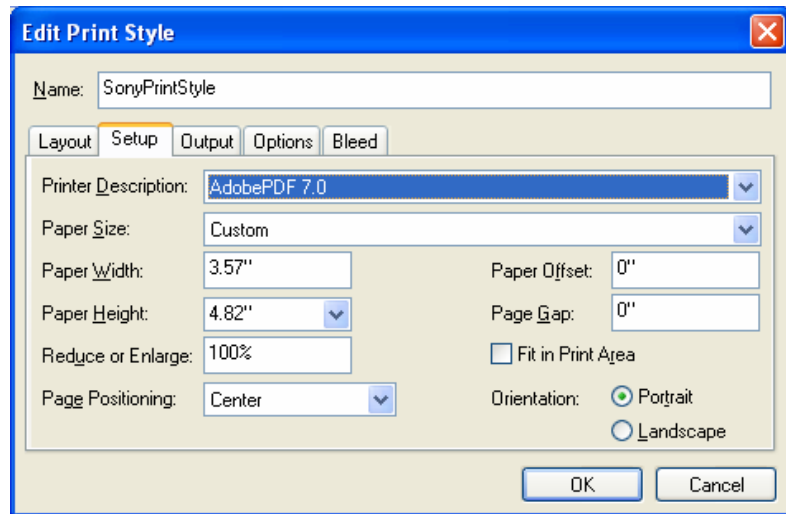 Edit Print Style
Name: SonyPrintStyle
Layout Setup Output Options Bleed
Printer Description: AdobePDF 7.0
Paper Size: Custom
Paper Width: 3.57" Paper Offset: 0"
Paper Height: 4.82" Page Gap: 0"
Reduce or Enlarge: 100% Fit in Print Area
Page Positioning: Center Orientation: Portrait
Landscape
OK Cancel